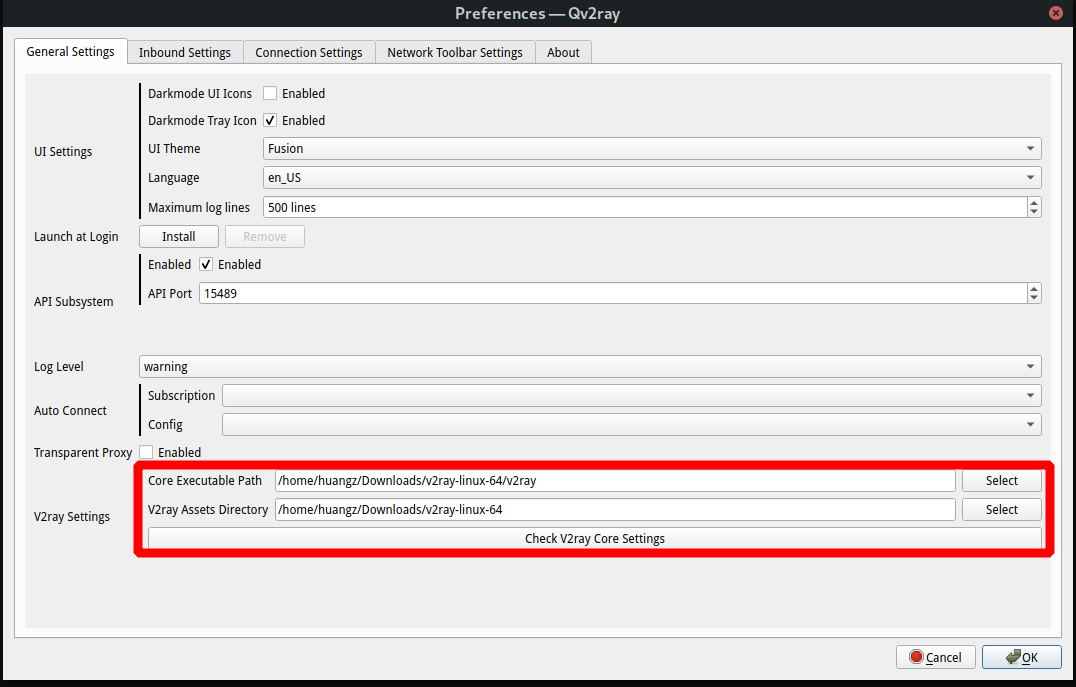 Preferences — Qv2ray
General Settings Inbound Settings Connection Settings Network Toolbar Settings About
UI Settings
Darkmode UI Icons Enabled
Darkmode Tray Icon Enabled
UI Theme Fusion
Language en_US
Maximum log lines 500 lines
Launch at Login Install Remove
API Subsystem
Enabled Enabled
API Port 15489
Log Level warning
Auto Connect
Subscription
Config
Transparent Proxy Enabled
V2ray Settings
Core Executable Path /home/huangz/Downloads/v2ray-linux-64/v2ray Select
V2ray Assets Directory /home/huangz/Downloads/v2ray-linux-64 Select
Check V2ray Core Settings
Cancel OK